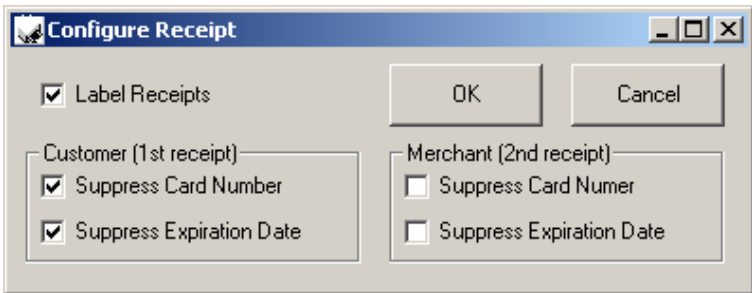 Configure Receipt
Label Receipts OK Cancel
Customer (1st receipt) Merchant (2nd receipt)
Suppress Card Number Suppress Card Numer
Suppress Expiration Date Suppress Expiration Date